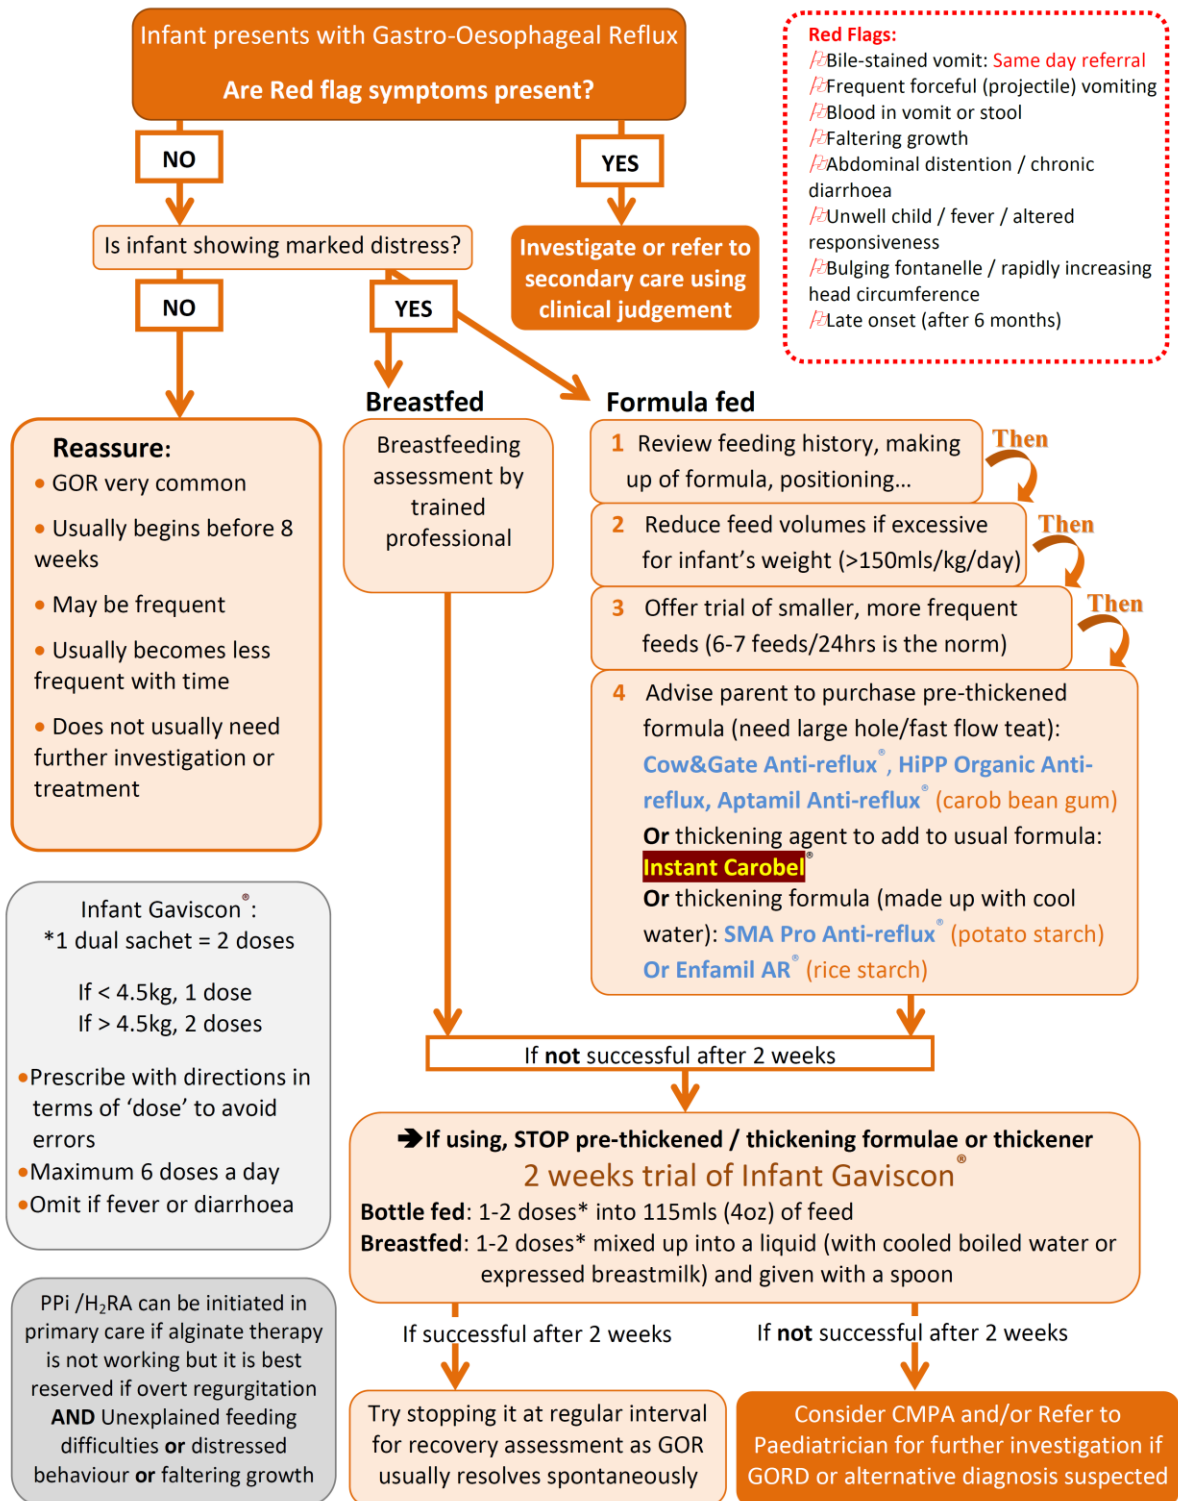 Infant presents with Gastro-Oesophageal Reflux
Are Red flag symptoms present?
Red Flags:
Bile-stained vomit: Same day referral
Frequent forceful (projectile) vomiting
Blood in vomit or stool
Faltering growth
Abdominal distention / chronic
diarrhoea
Unwell child / fever / altered
responsiveness
Bulging fontanelle / rapidly increasing
head circumference
Late onset (after 6 months)
NO
YES
Is infant showing marked distress?
Investigate or refer to
secondary care using
clinical judgement
NO
YES
Reassure:
• GOR very common
• Usually begins before 8
weeks
• May be frequent
• Usually becomes less
frequent with time
• Does not usually need
further investigation or
treatment
Breastfed
Breastfeeding
assessment by
trained
professional
Formula fed
1 Review feeding history, making
up of formula, positioning...
Then
2 Reduce feed volumes if excessive
for infant's weight (>150mls/kg/day)
Then
3 Offer trial of smaller, more frequent
feeds (6-7 feeds/24hrs is the norm)
Then
4 Advise parent to purchase pre-thickened
formula (need large hole/fast flow teat):
Cow&Gate Anti-reflux®, HiPP Organic Anti-
reflux, Aptamil Anti-reflux® (carob bean gum)
Or thickening agent to add to usual formula:
Instant Carobel®
Or thickening formula (made up with cool
water): SMA Pro Anti-reflux® (potato starch)
Or Enfamil AR® (rice starch)
Infant Gaviscon®:
*1 dual sachet = 2 doses
If < 4.5kg, 1 dose
If > 4.5kg, 2 doses
•Prescribe with directions in
terms of 'dose' to avoid
errors
•Maximum 6 doses a day
•Omit if fever or diarrhoea
If not successful after 2 weeks
➔If using, STOP pre-thickened / thickening formulae or thickener
2 weeks trial of Infant Gaviscon®
Bottle fed: 1-2 doses* into 115mls (4oz) of feed
Breastfed: 1-2 doses* mixed up into a liquid (with cooled boiled water or
expressed breastmilk) and given with a spoon
PPi /H₂RA can be initiated in
primary care if alginate therapy
is not working but it is best
reserved if overt regurgitation
AND Unexplained feeding
difficulties or distressed
behaviour or faltering growth
If successful after 2 weeks
If not successful after 2 weeks
Try stopping it at regular interval
for recovery assessment as GOR
usually resolves spontaneously
Consider CMPA and/or Refer to
Paediatrician for further investigation if
GORD or alternative diagnosis suspected